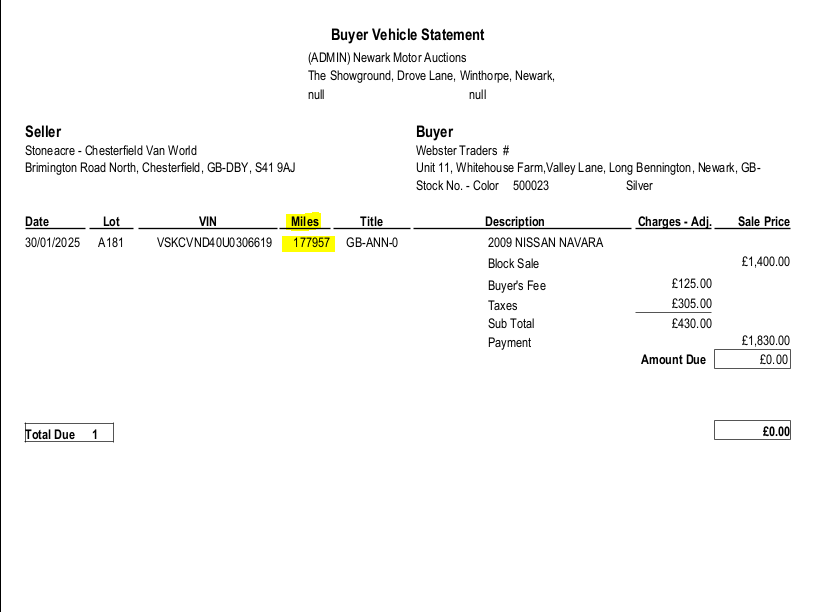 Buyer Vehicle Statement
(ADMIN) Newark Motor Auctions
The Showground, Drove Lane, Winthorpe, Newark,
null null
Seller
Stoneacre - Chesterfield Van World
Brimington Road North, Chesterfield, GB-DBY, S41 9AJ
Buyer
Webster Traders #
Unit 11, Whitehouse Farm,Valley Lane, Long Bennington, Newark, GB-
Stock No. - Color 500023 Silver
Date Lot VIN Miles Title Description Charges - Adj. Sale Price
30/01/2025 A181 VSKCVND40U0306619 177957 GB-ANN-0 2009 NISSAN NAVARA
Block Sale £1,400.00
Buyer's Fee £125.00
Taxes £305.00
Sub Total £430.00
Payment £1,830.00
Amount Due £0.00
Total Due 1 £0.00